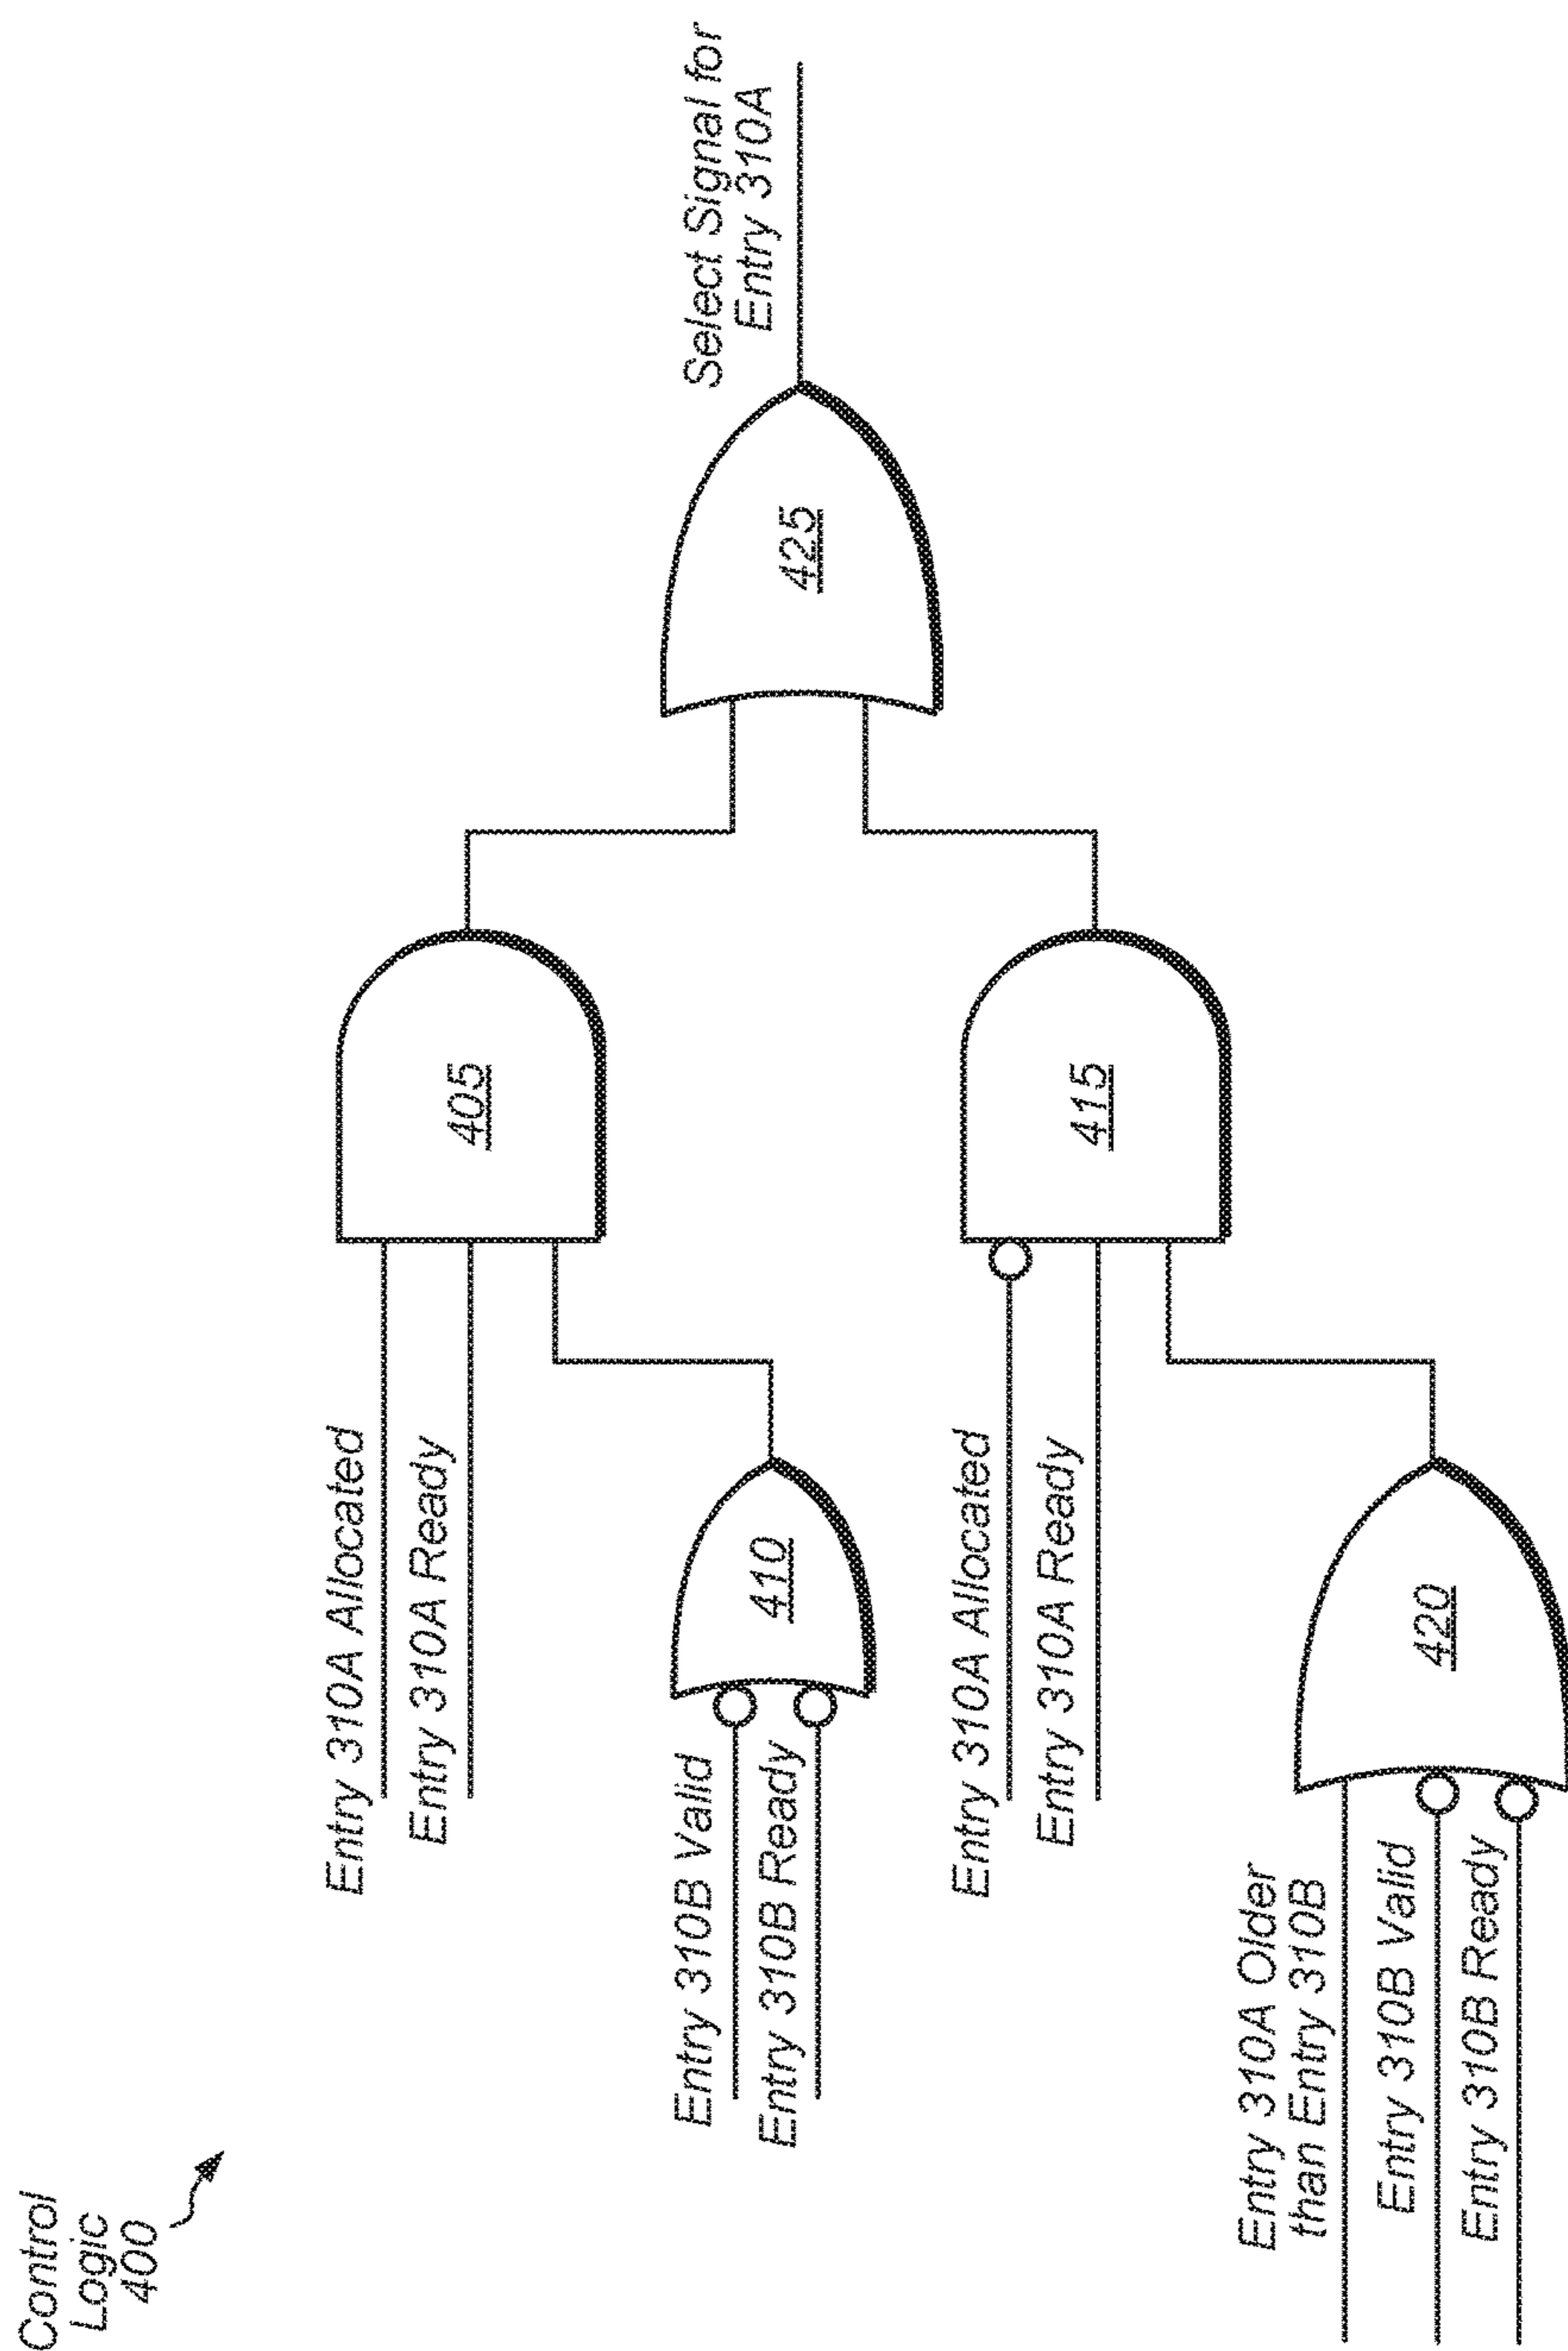 Control
Logic
400
Entry 310A Allocated
Entry 310A Ready
405
Entry 310B Valid
Entry 310B Ready
410
Select Signal for
Entry 310A
425
Entry 310A Allocated
Entry 310A Ready
415
Entry 310A Older
than Entry 310B
Entry 310B Valid
Entry 310B Ready
420